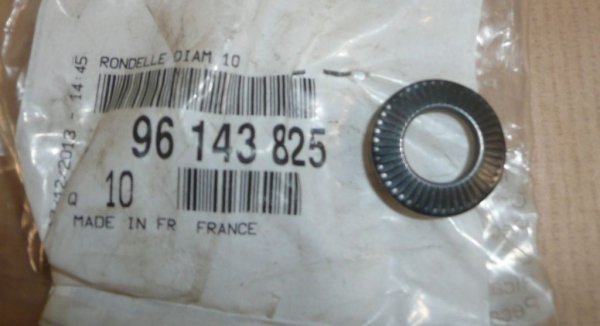 RONDELLE DIAM 10
96 143 825
Q 10
MADE IN FR FRANCE
2013 - 14:45